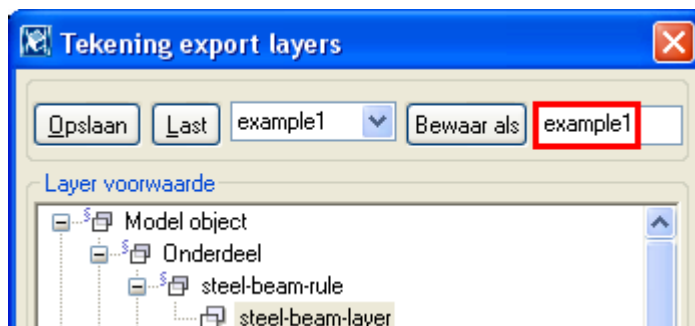 Tekening export layers
Opslaan Last example1 Bewaar als example1
Layer voorwaarde
Model object
Onderdeel
steel-beam-rule
steel-beam-layer